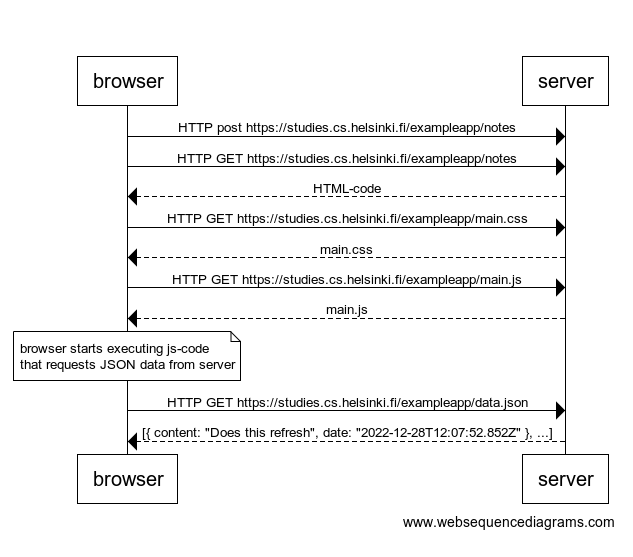 browser server
HTTP post https://studies.cs.helsinki.fi/exampleapp/notes
HTTP GET https://studies.cs.helsinki.fi/exampleapp/notes
HTML-code
HTTP GET https://studies.cs.helsinki.fi/exampleapp/main.css
main.css
HTTP GET https://studies.cs.helsinki.fi/exampleapp/main.js
main.js
browser starts executing js-code
that requests JSON data from server
HTTP GET https://studies.cs.helsinki.fi/exampleapp/data.json
[{ content: "Does this refresh", date: "2022-12-28T12:07:52.852Z" }, ...]
browser server
www.websequencediagrams.com